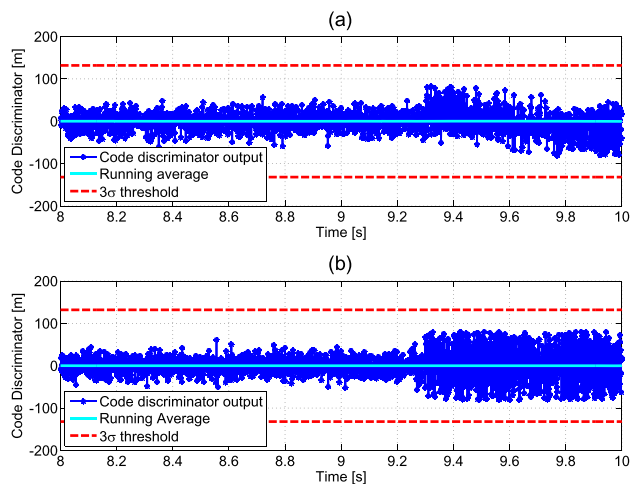 (a)
Code Discriminator [m]
200
100
0
-100
-200
Code discriminator output
Running average
3σ threshold
8 8.2 8.4 8.6 8.8 9 9.2 9.4 9.6 9.8 10
Time [s]
(b)
Code Discriminator [m]
200
100
0
-100
-200
Code discriminator output
Running Average
3σ threshold
8 8.2 8.4 8.6 8.8 9 9.2 9.4 9.6 9.8 10
Time [s]